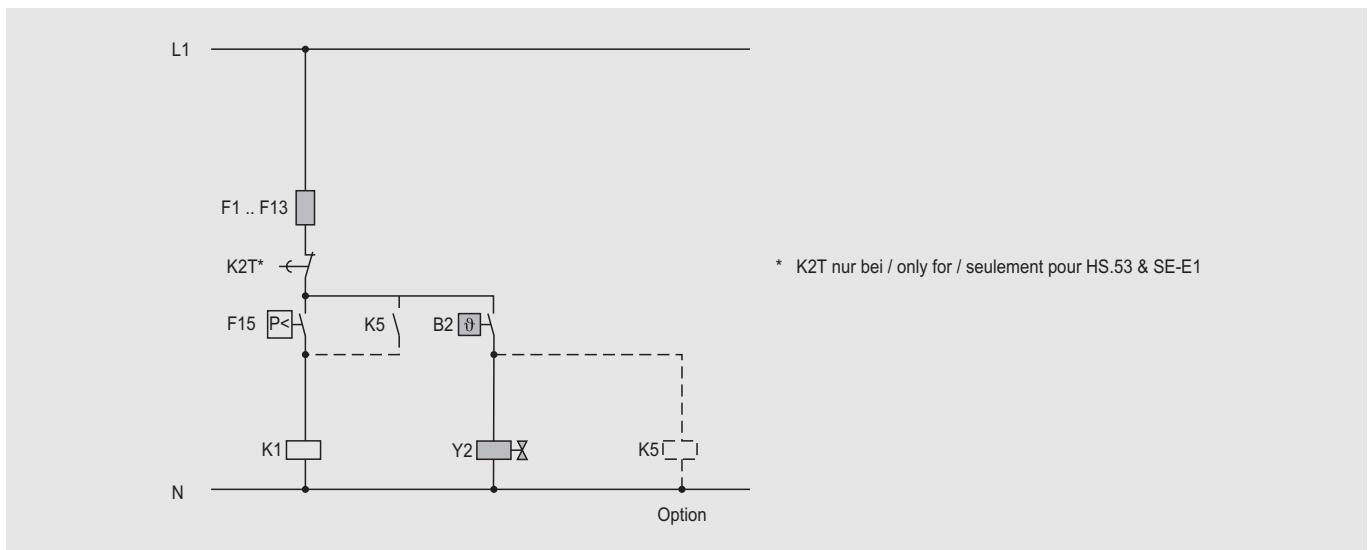 L1
F1 .. F13
K2T*
* K2T nur bei / only for / seulement pour HS.53 & SE-E1
F15 P< K5 B2 ϑ
K1 Y2 K5
N
Option